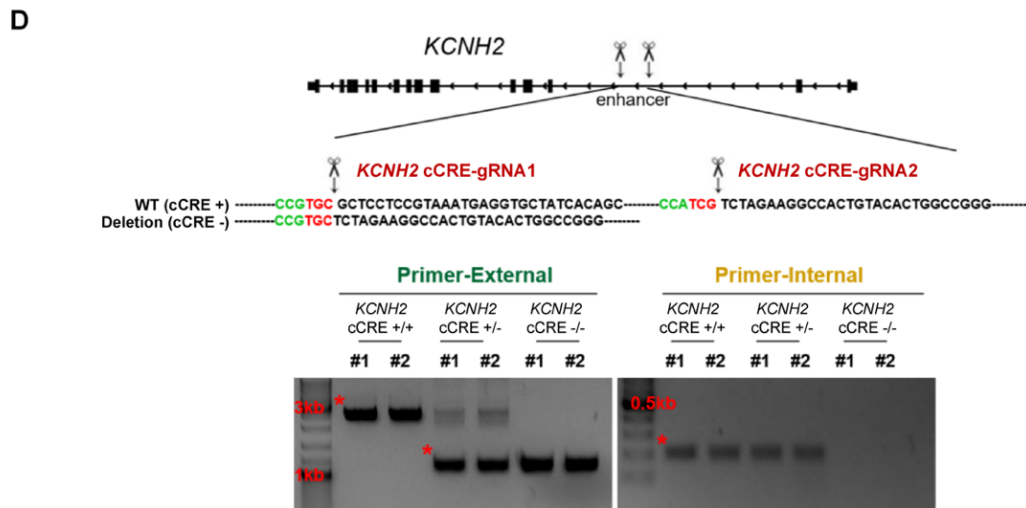 D
KCNH2
enhancer
KCNH2 cCRE-gRNA1
KCNH2 cCRE-gRNA2
WT (cCRE +) --------CCGTGC GCTCCTCCGTAAATGAGGTGCTATCACAGC------- -------CCATCG TCTAGAAGGCCACTGTACACTGGCCGGG-------
Deletion (cCRE -)--------CCGTGCTCTAGAAGGCCACTGTACACTGGCCGGG--------
Primer-External
Primer-Internal
KCNH2 cCRE +/+
KCNH2 cCRE +/-
KCNH2 cCRE -/-
KCNH2 cCRE +/+
KCNH2 cCRE +/-
KCNH2 cCRE -/-
#1 #2 #1 #2 #1 #2 #1 #2 #1 #2 #1 #2
3kb
*
*
1kb
0.5kb
*